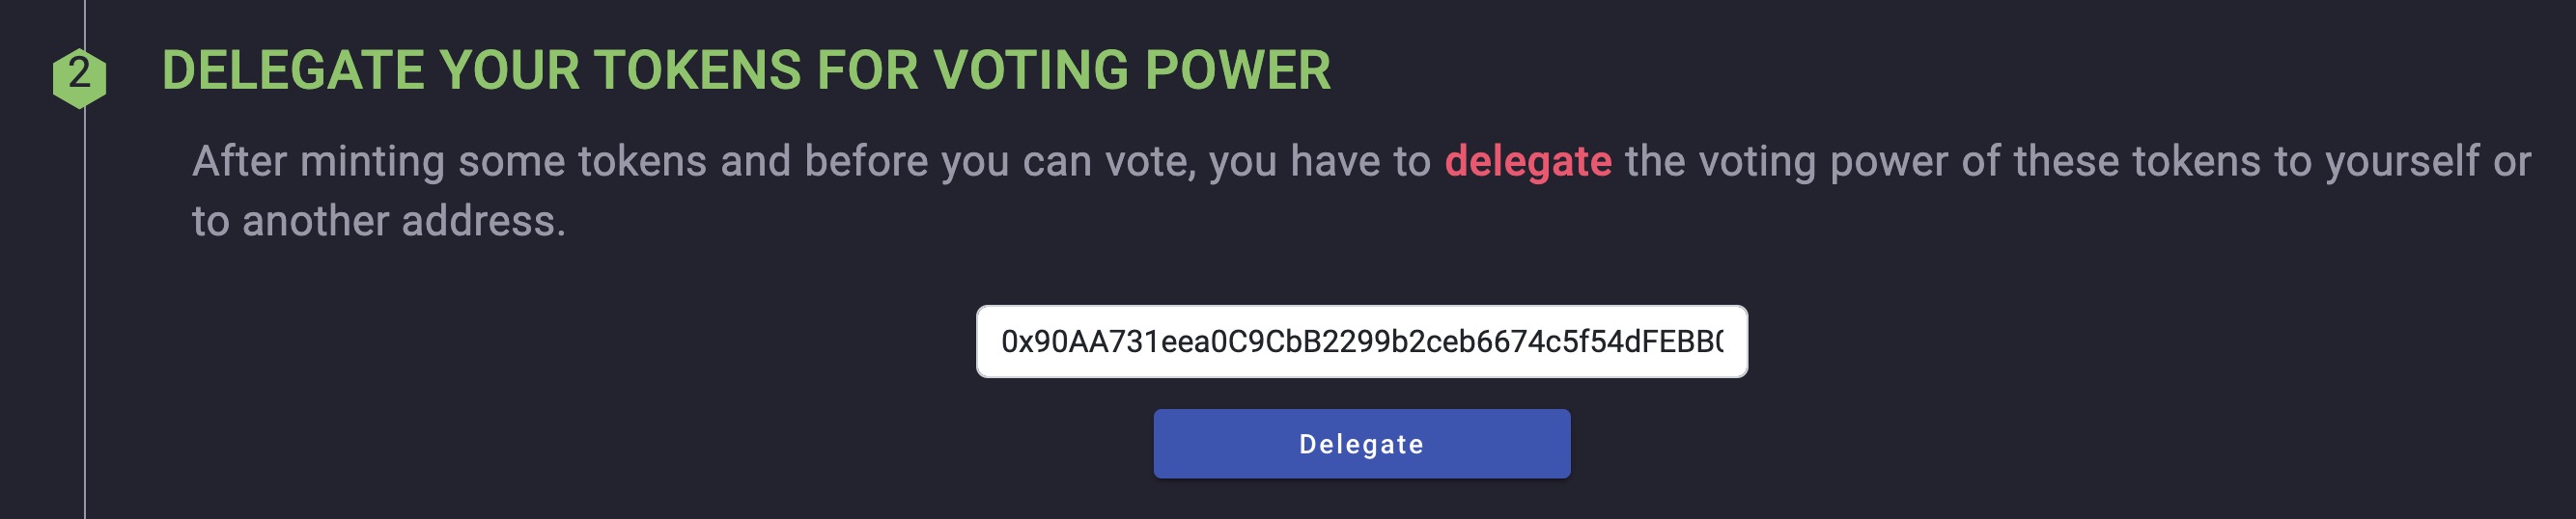 2
DELEGATE YOUR TOKENS FOR VOTING POWER
After minting some tokens and before you can vote, you have to delegate the voting power of these tokens to yourself or
to another address.
0x90AA731eea0C9CbB2299b2ceb6674c5f54dFEBB
Delegate